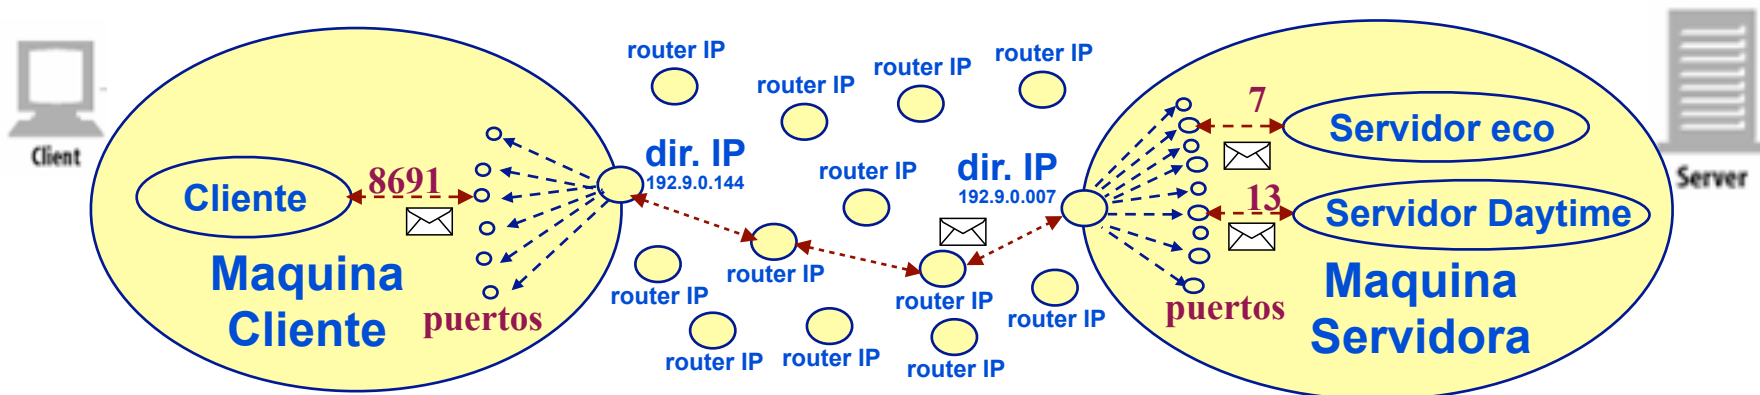 Client
Cliente
8691
Maquina
Cliente
puertos
dir. IP
192.9.0.144
router IP
router IP
router IP
router IP
router IP
router IP
router IP
router IP
router IP
router IP
router IP
router IP
router IP
dir. IP
192.9.0.007
7
Servidor eco
13
Servidor Daytime
puertos
Maquina
Servidora
Server